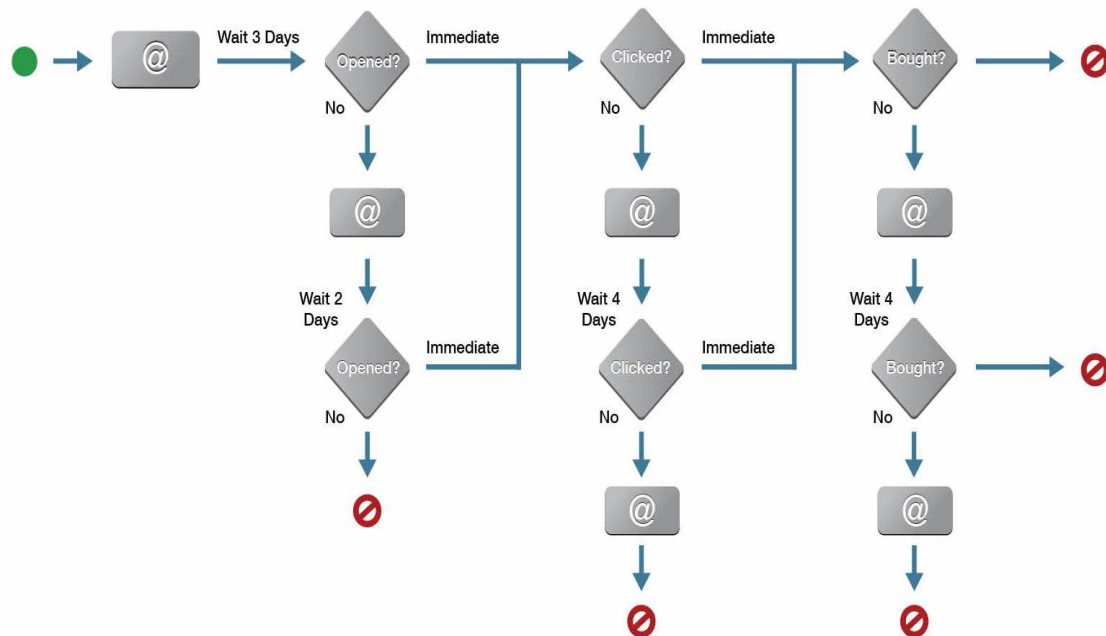 @
Wait 3 Days
Opened?
Immediate
Clicked?
Immediate
Bought?
No
No
No
@
@
@
Wait 2
Days
Wait 4
Days
Wait 4
Days
Opened?
Immediate
Clicked?
Immediate
Bought?
No
No
No
@
@